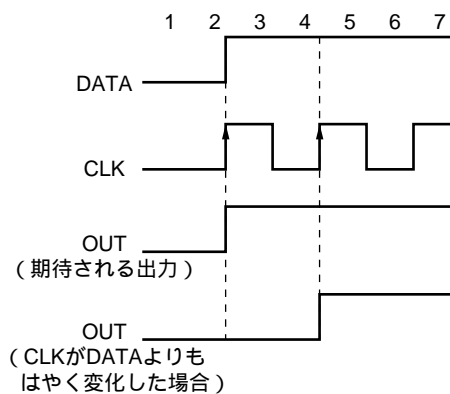 1 2 3 4 5 6 7
DATA
CLK
OUT
（期待される出力）
OUT
（CLKがDATAよりも
はやく変化した場合）